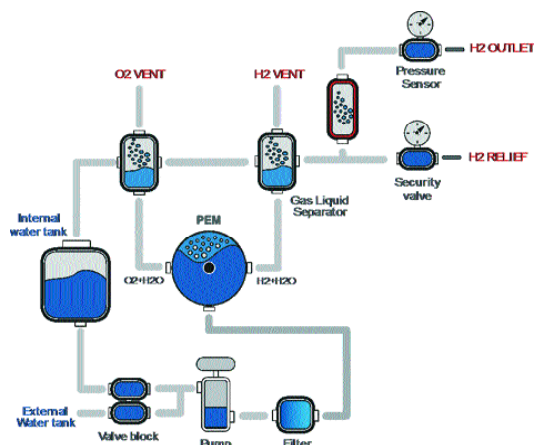 O2 VENT
H2 VENT
H2 OUTLET
Pressure
Sensor
H2 RELIEF
Security
valve
Gas Liquid
Separator
PEM
Internal
water tank
O2+H2O
H2+H2O
External
Water tank
Valve block
Pump
Filter